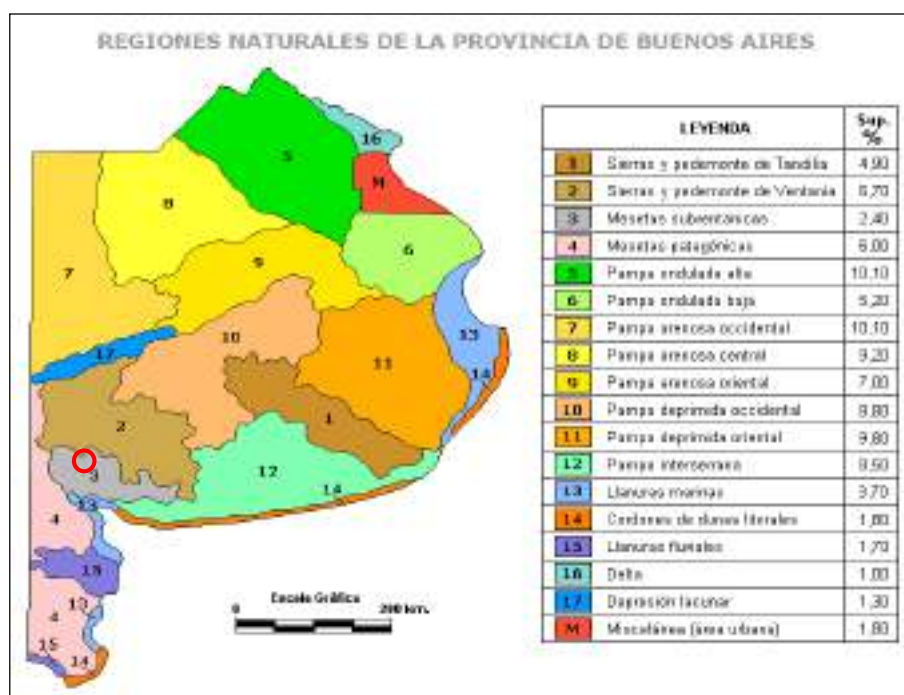 REGIONES NATURALES DE LA PROVINCIA DE BUENOS AIRES
LEYENDA Sup. %
1 Sierras y pedemonte de Tandilia 4,90
2 Sierras y pedemonte de Ventania 6,70
3 Mesetas subventánicas 2,40
4 Mesetas patagónicas 6,00
5 Pampa ondulada alta 10,10
6 Pampa ondulada baja 5,20
7 Pampa arenosa occidental 10,10
8 Pampa arenosa central 9,20
9 Pampa arenosa oriental 7,00
10 Pampa deprimida occidental 9,80
11 Pampa deprimida oriental 9,80
12 Pampa interserrana
13 Llanuras marinas 3,70
14 Cordones de dunas litorales
15 Llanuras fluviales 1,70
16 Delta 1,00
17 Depresión lacunar 1,30
M Miscelánea (área urbana)
16
5
M
8
6
9
7
13
10
17
11
14
1
2
12
3
14
13
4
15
13
4
15
14
Escala Gráfica
0 200 km.